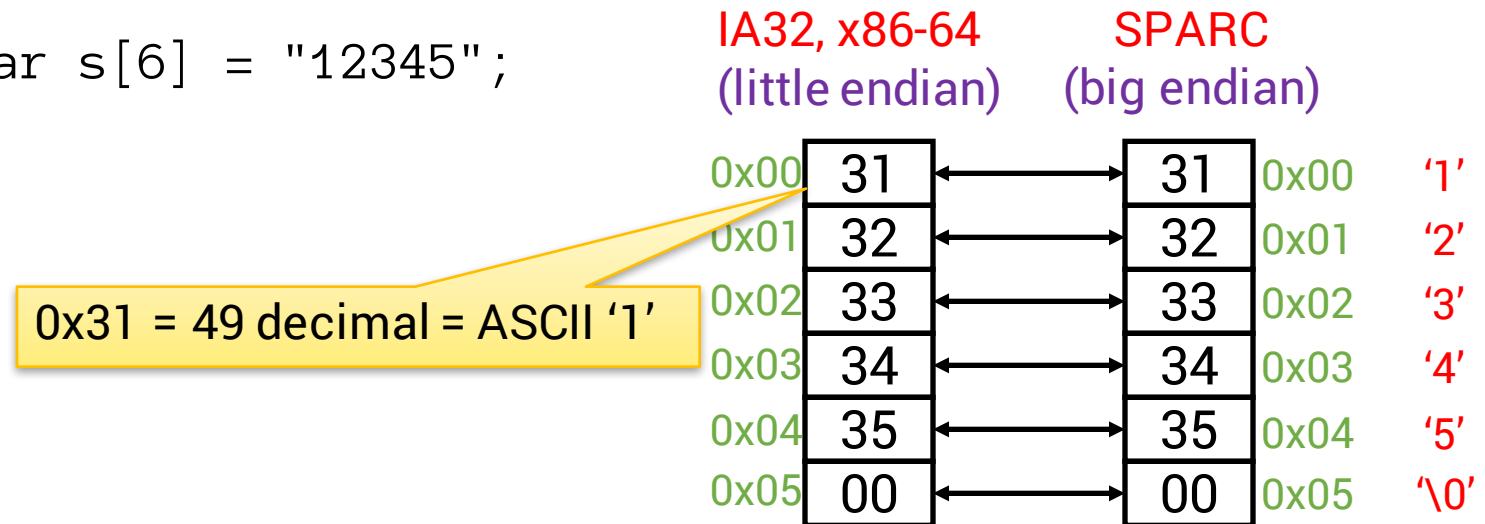 ar s[6] = "12345";
IA32, x86-64 SPARC
(little endian) (big endian)
0x00 31 31 0x00 ‘1’
0x01 32 32 0x01 ‘2’
0x31 = 49 decimal = ASCII ‘1’
0x02 33 33 0x02 ‘3’
0x03 34 34 0x03 ‘4’
0x04 35 35 0x04 ‘5’
0x05 00 00 0x05 ‘\0’